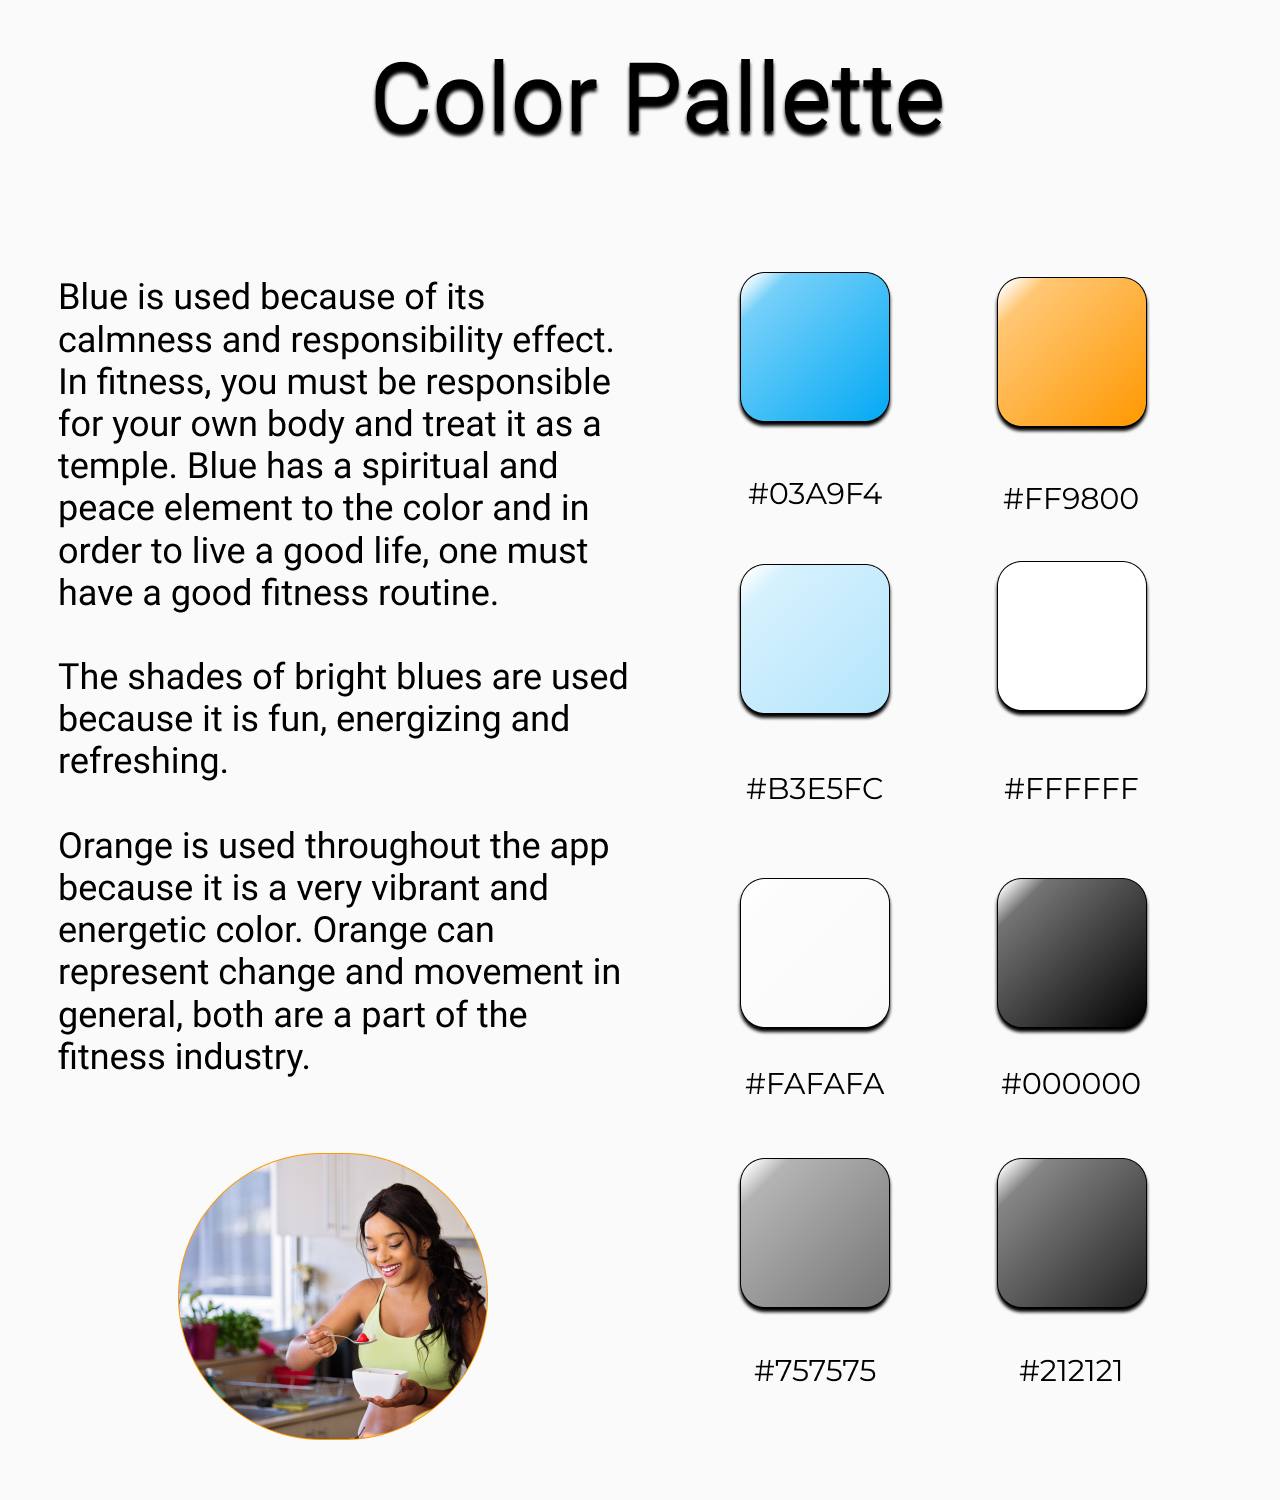 Color Pallette
Blue is used because of its
calmness and responsibility effect.
In fitness, you must be responsible
for your own body and treat it as a
temple. Blue has a spiritual and
peace element to the color and in
order to live a good life, one must
have a good fitness routine.
The shades of bright blues are used
because it is fun, energizing and
refreshing.
Orange is used throughout the app
because it is a very vibrant and
energetic color. Orange can
represent change and movement in
general, both are a part of the
fitness industry.
#03A9F4
#FF9800
#B3E5FC
#FFFFFF
#FAFAFA
#000000
#757575
#212121